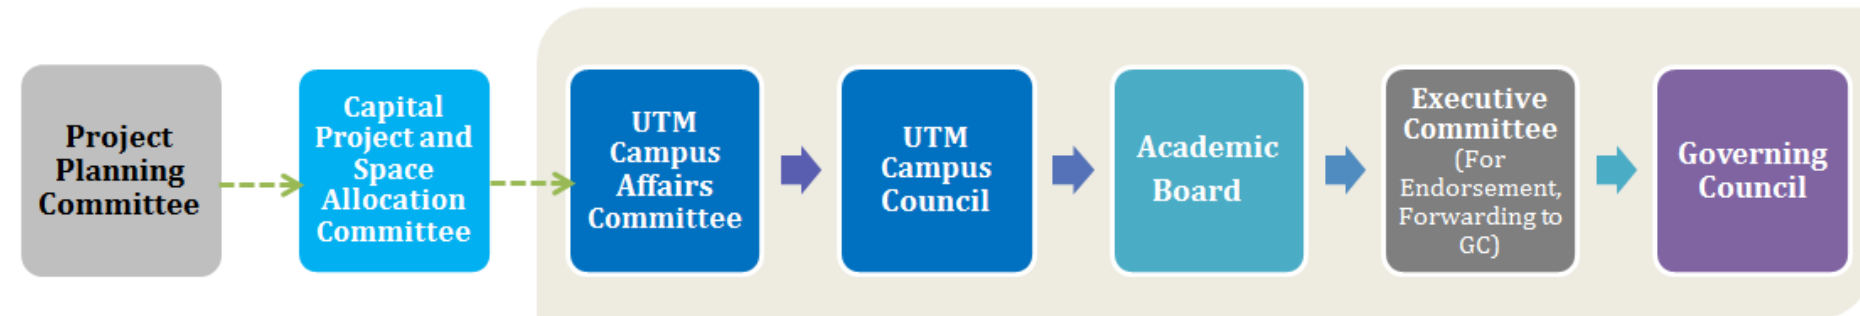 Project
Planning
Committee
Capital
Project and
Space
Allocation
Committee
UTM
Campus
Affairs
Committee
UTM
Campus
Council
Academic
Board
Executive
Committee
(For
Endorsement,
Forwarding to
GC)
Governing
Council